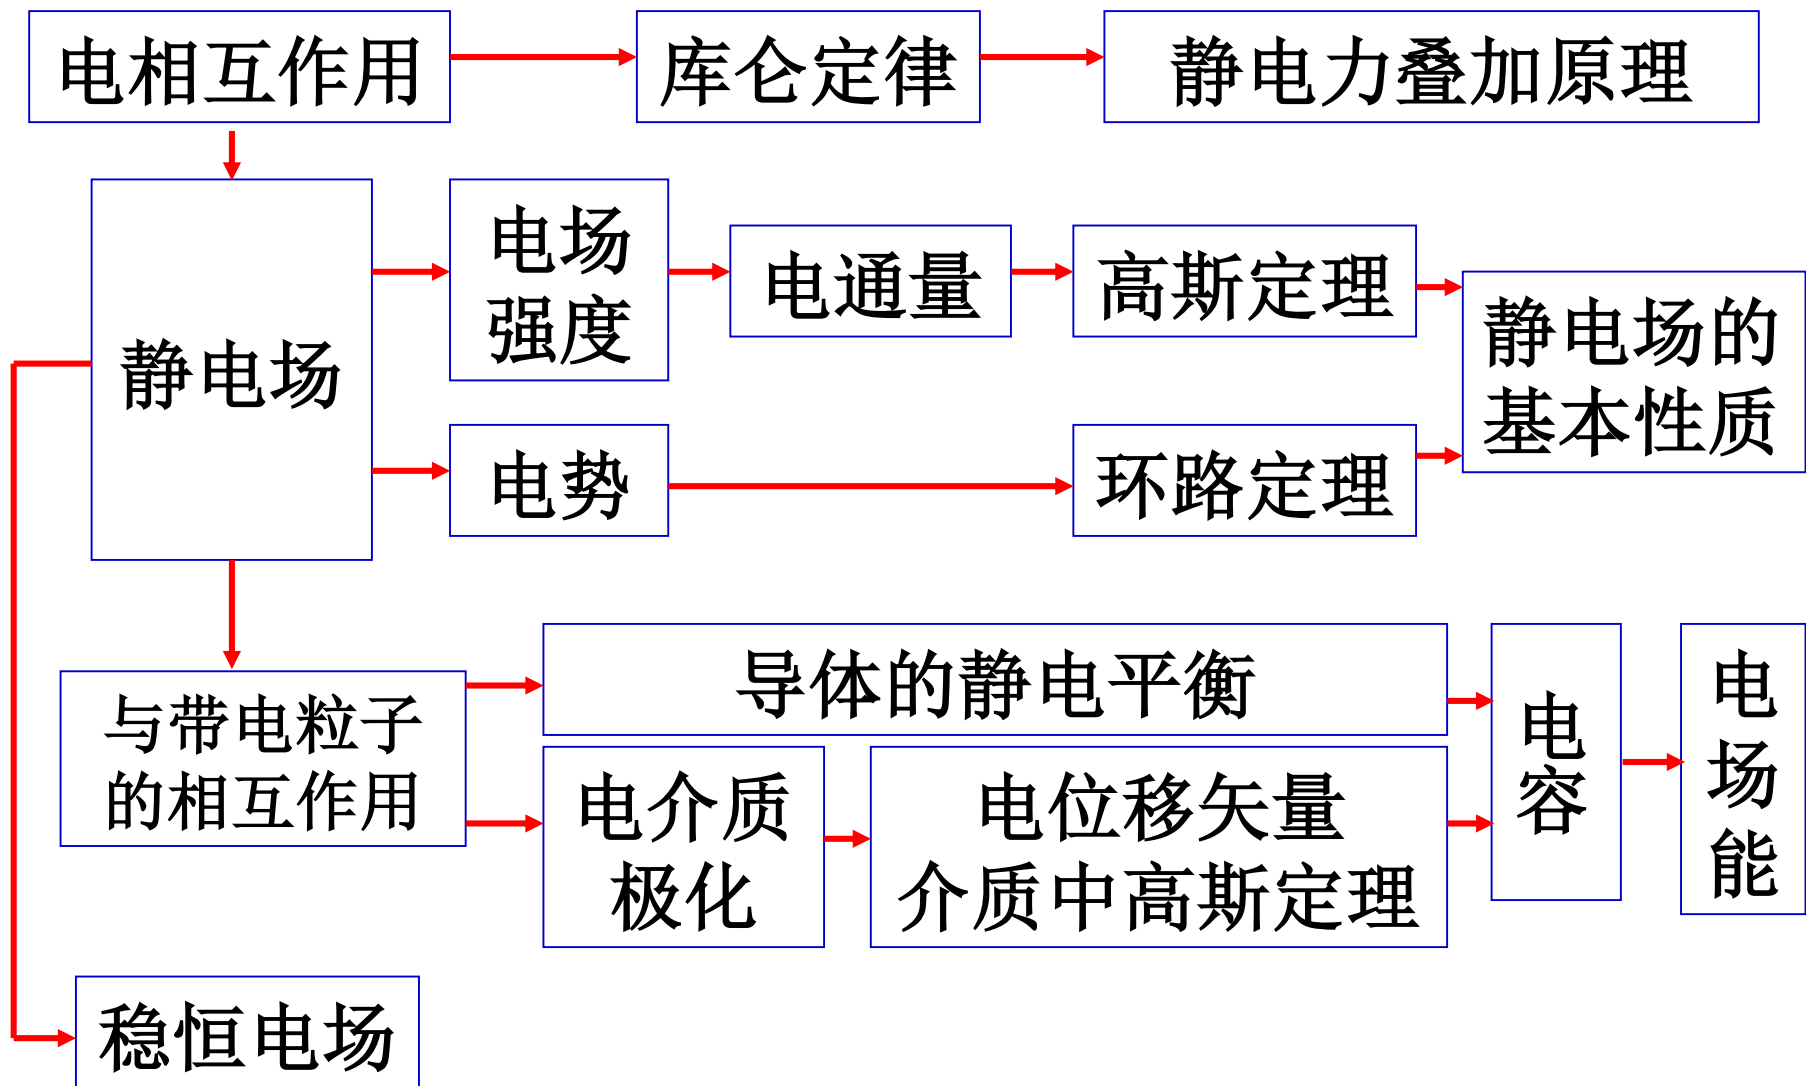 电相互作用
库仑定律
静电力叠加原理
静电场
电场
强度
电通量
高斯定理
静电场的
基本性质
电势
环路定理
与带电粒子
的相互作用
导体的静电平衡
电介质
极化
电位移矢量
介质中高斯定理
电
容
电
场
能
稳恒电场